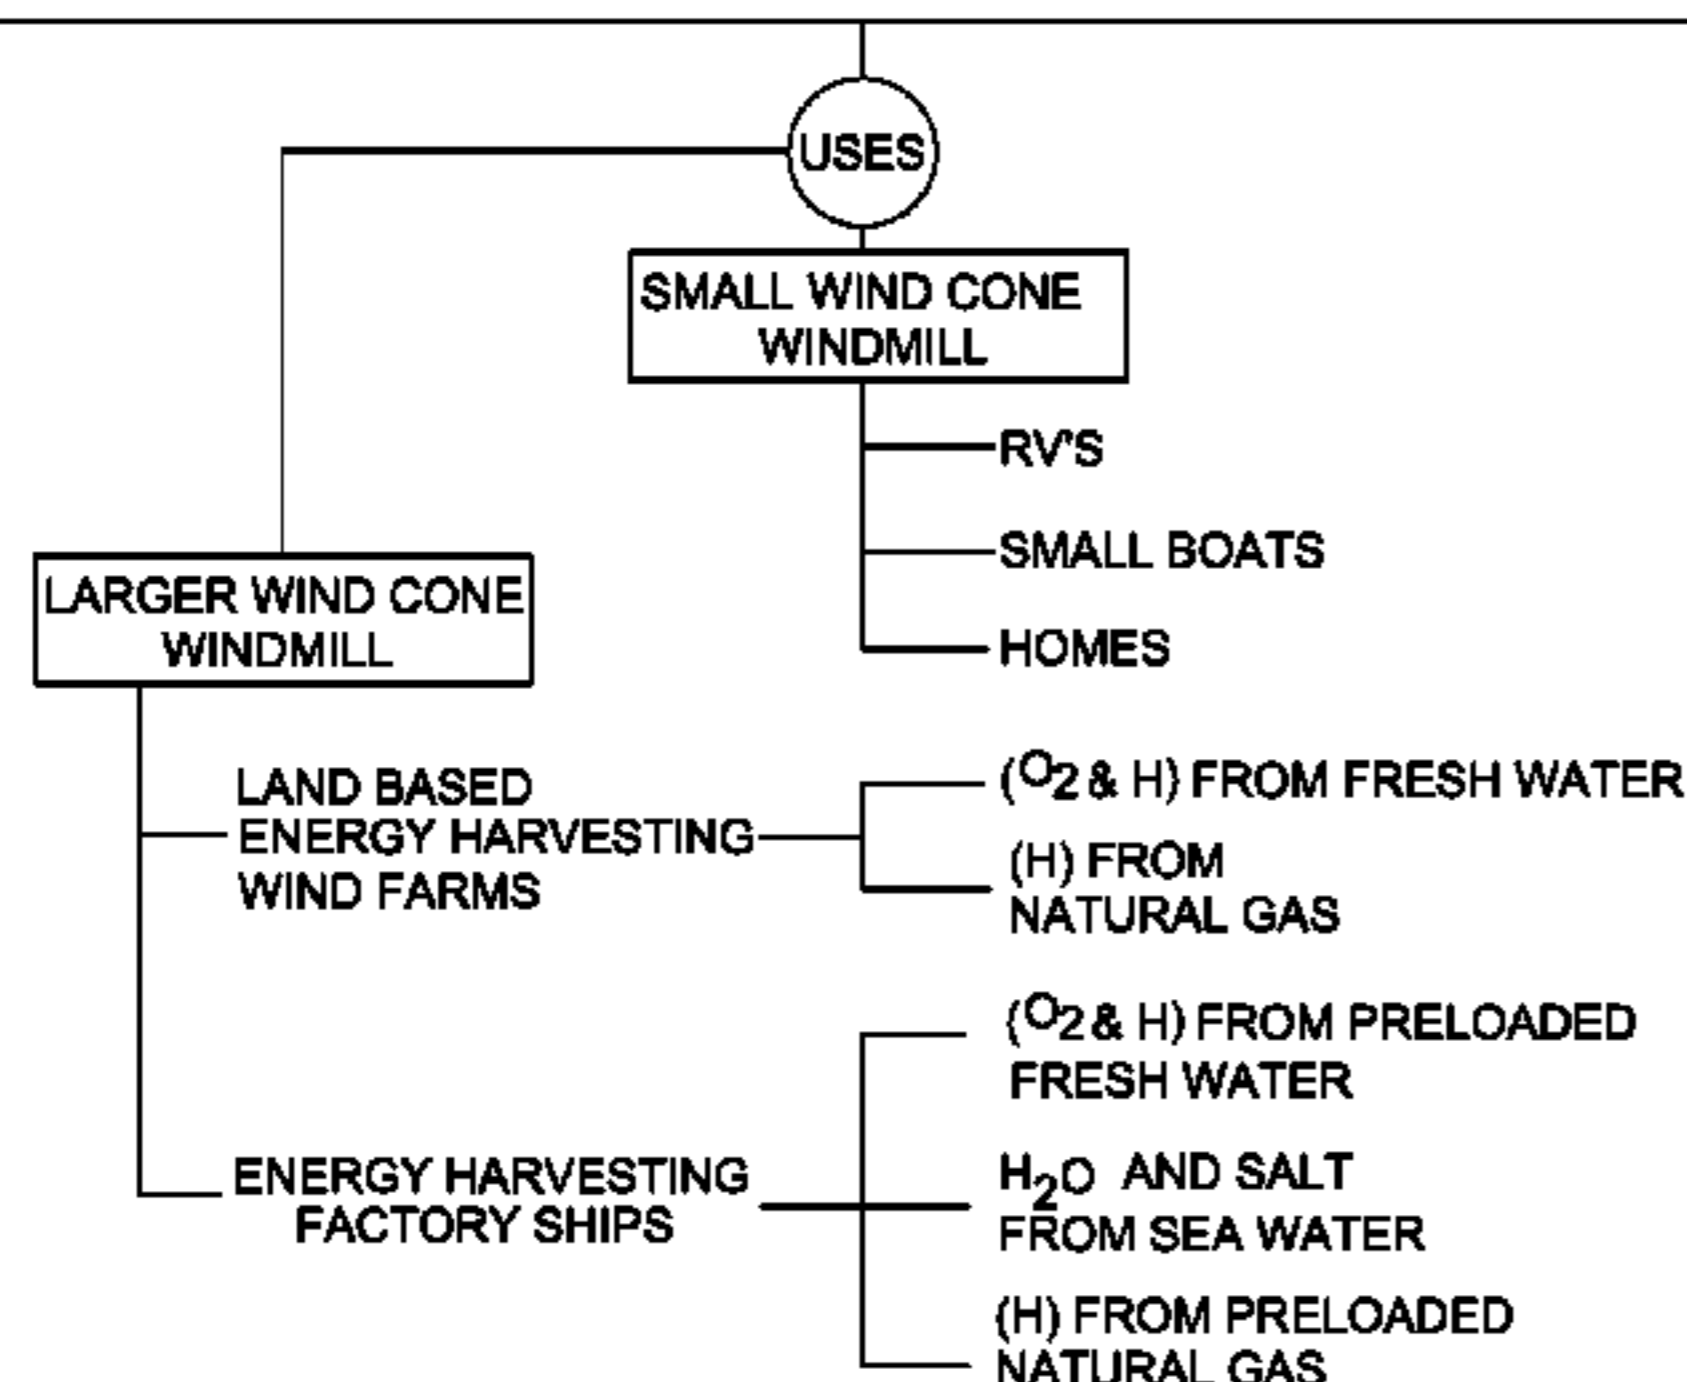 USES
SMALL WIND CONE
WINDMILL
RV'S
SMALL BOATS
HOMES
LARGER WIND CONE
WINDMILL
LAND BASED
ENERGY HARVESTING
WIND FARMS
(O2 & H) FROM FRESH WATER
(H) FROM
NATURAL GAS
ENERGY HARVESTING
FACTORY SHIPS
(O2 & H) FROM PRELOADED
FRESH WATER
H2O AND SALT
FROM SEA WATER
(H) FROM PRELOADED
NATURAL GAS